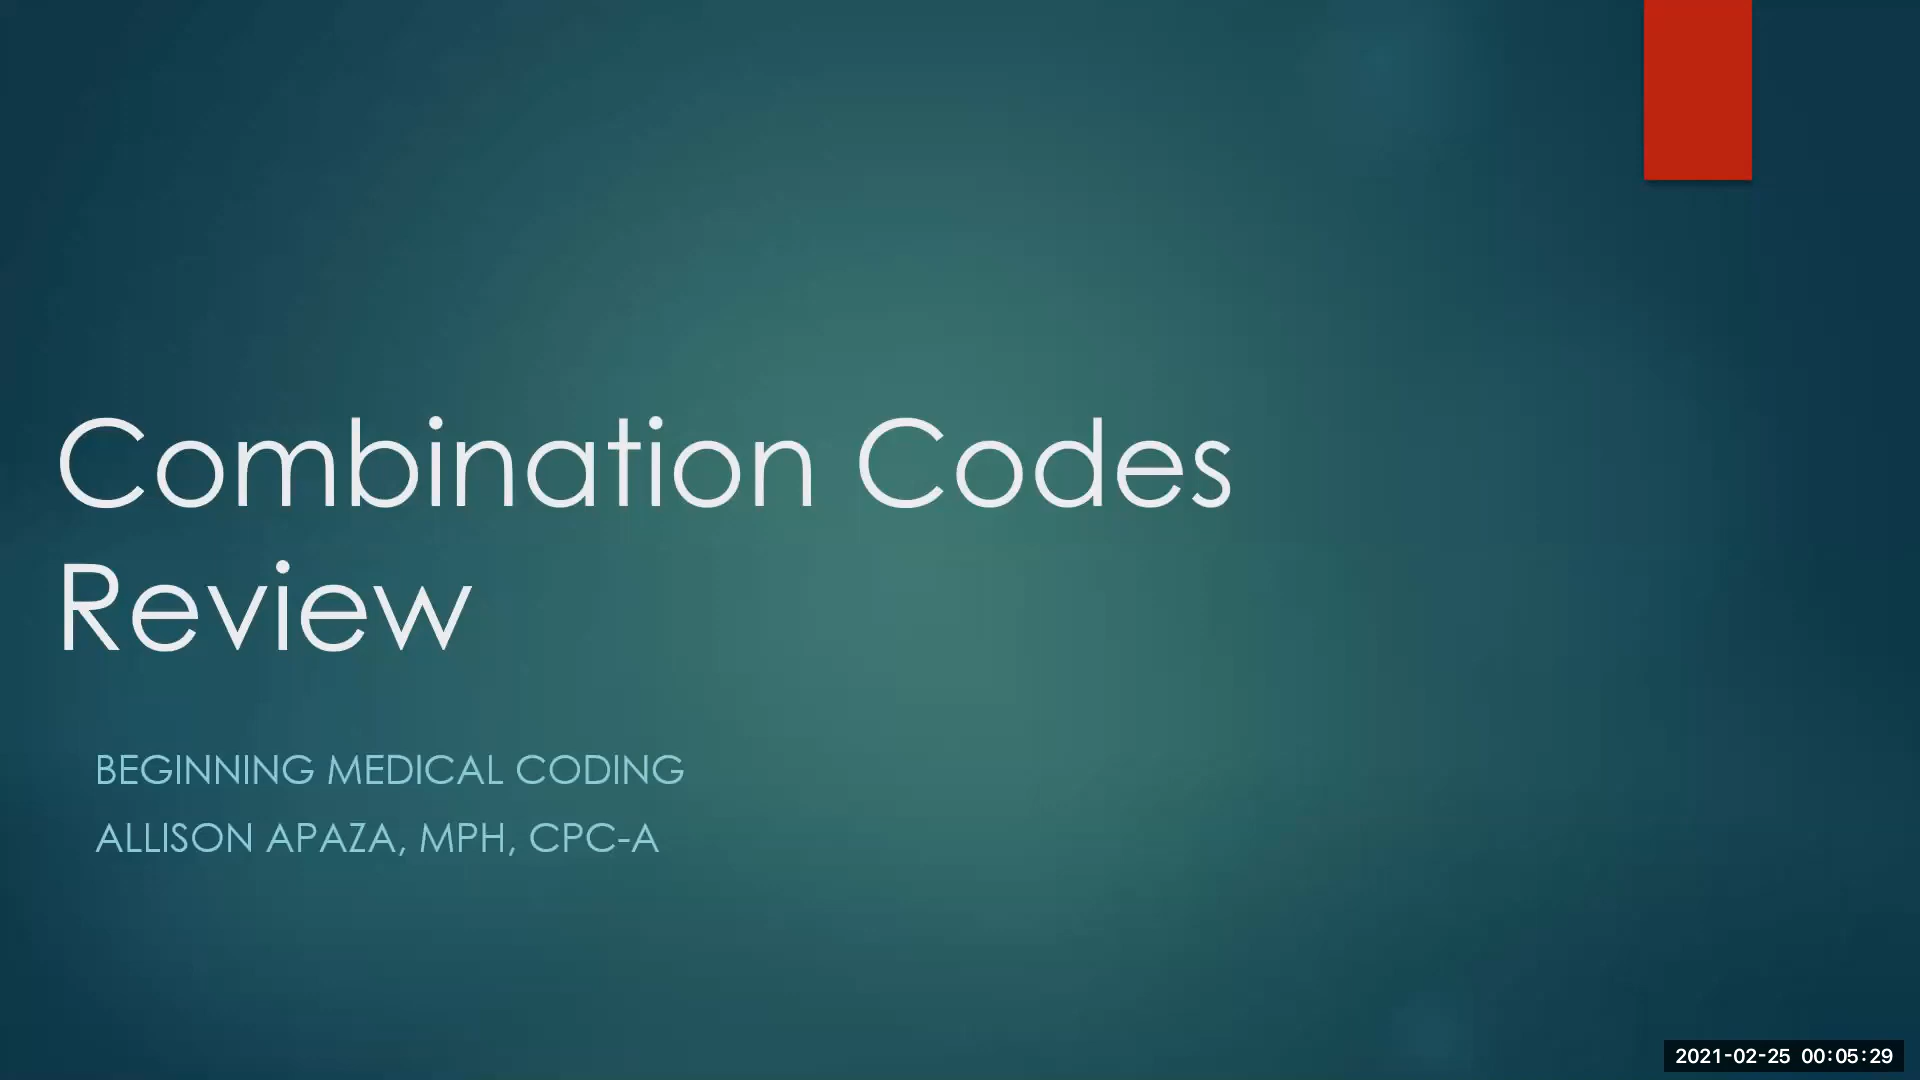 Combination Codes
Review
BEGINNING MEDICAL CODING
ALLISON APAZA, MPH, CPC-A
2021-02-25 00:05:29